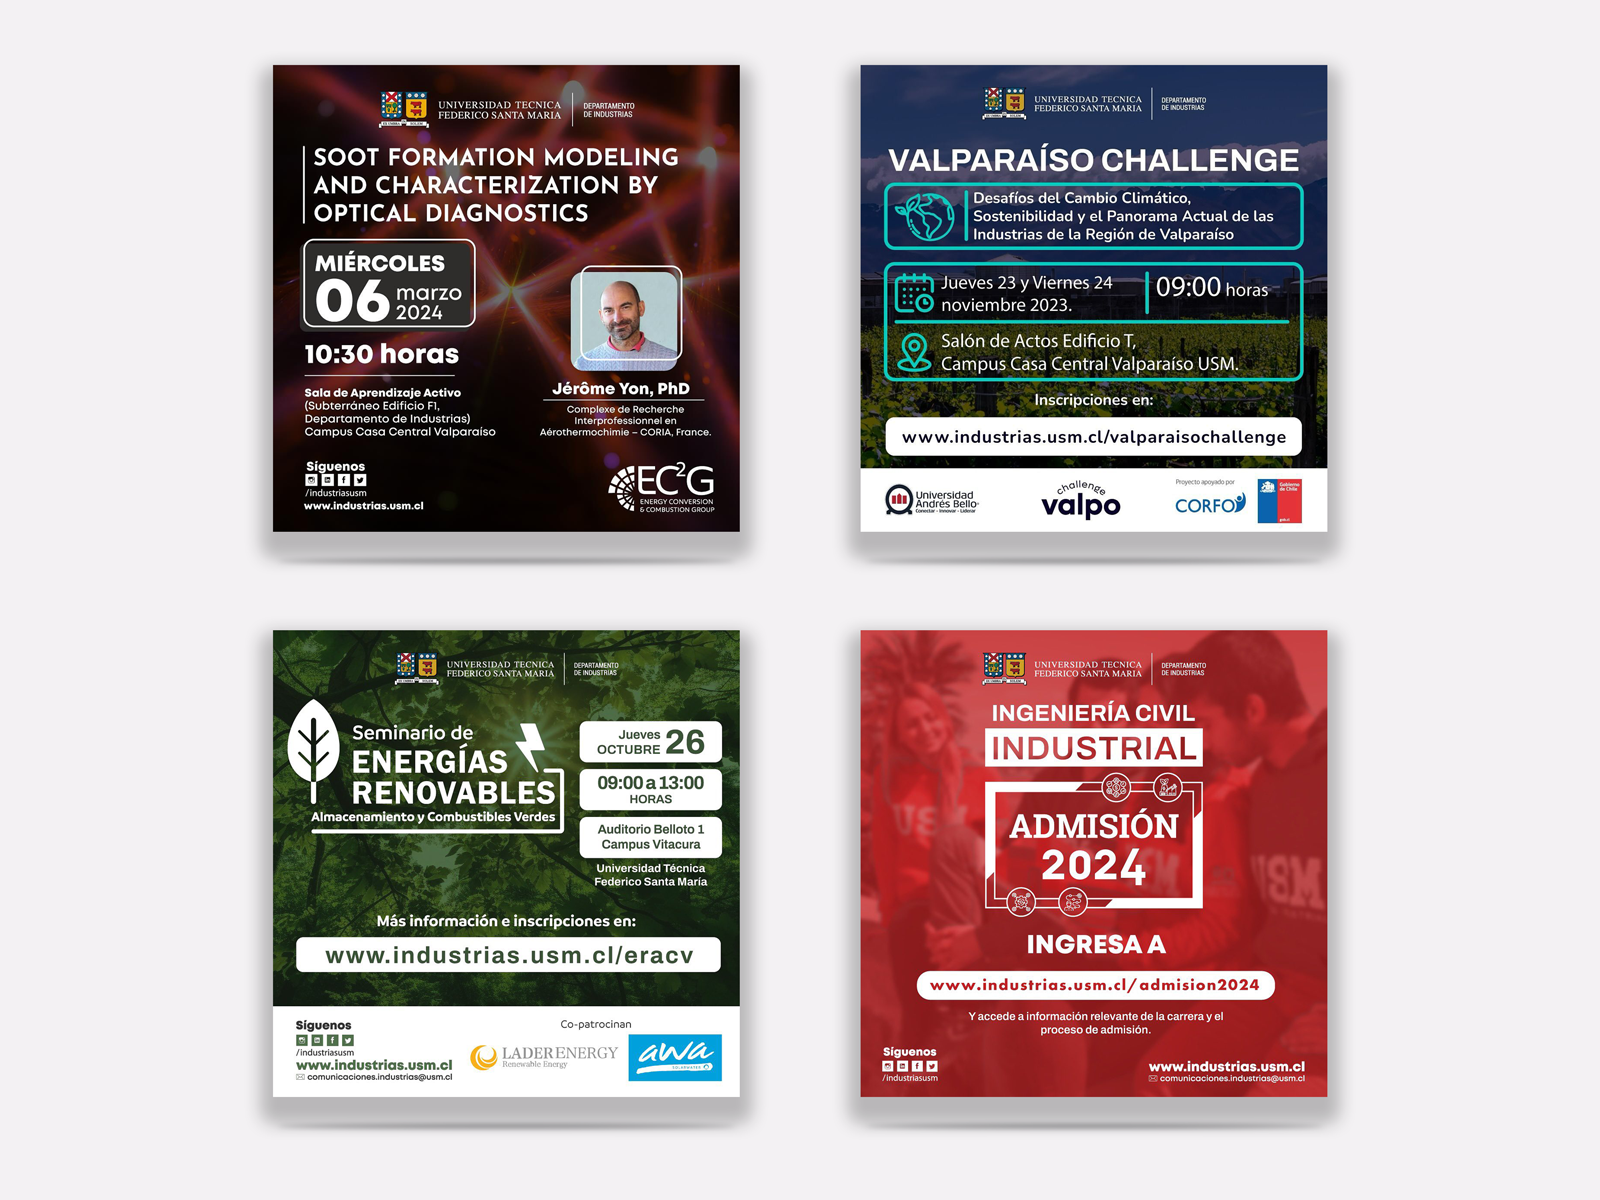 UNIVERSIDAD TECNICA
FEDERICO SANTA MARIA
DEPARTAMENTO
DE INDUSTRIAS
SOOT FORMATION MODELING
AND CHARACTERIZATION BY
OPTICAL DIAGNOSTICS
MIÉRCOLES
06 marzo
2024
10:30 horas
Sala de Aprendizaje Activo
(Subterráneo Edificio F1,
Departamento de Industrias)
Campus Casa Central Valparaíso
Jérôme Yon, PhD
Complexe de Recherche
Interprofessionnel en
Aérothermochimie – CORIA, France.
Síguenos
/industriasusm
www.industrias.usm.cl
EC2G
ENERGY CONVERSION
& COMBUSTION GROUP
UNIVERSIDAD TECNICA
FEDERICO SANTA MARIA
DEPARTAMENTO
DE INDUSTRIAS
VALPARAÍSO CHALLENGE
Desafíos del Cambio Climático,
Sostenibilidad y el Panorama Actual de las
Industrias de la Región de Valparaíso
Jueves 23 y Viernes 24
noviembre 2023.
09:00 horas
Salón de Actos Edificio T,
Campus Casa Central Valparaíso USM.
Inscripciones en:
www.industrias.usm.cl/valparaisochallenge
Universidad
Andrés Bello
Conectar - Innovar - Liderar
challenge
valpo
Proyecto apoyado por
CORFO
Gobierno
de Chile
gob.cl
UNIVERSIDAD TECNICA
FEDERICO SANTA MARIA
DEPARTAMENTO
DE INDUSTRIAS
Seminario de
ENERGÍAS
RENOVABLES
Almacenamiento y Combustibles Verdes
Jueves
OCTUBRE 26
09:00 a 13:00
HORAS
Auditorio Belloto 1
Campus Vitacura
Universidad Técnica
Federico Santa María
Más información e inscripciones en:
www.industrias.usm.cl/eracv
Síguenos
/industriasusm
www.industrias.usm.cl
comunicaciones.industrias@usm.cl
Co-patrocinan
LADERENERGY
Renewable Energy
awa
SOLARWATER
UNIVERSIDAD TECNICA
FEDERICO SANTA MARIA
DEPARTAMENTO
DE INDUSTRIAS
INGENIERÍA CIVIL
INDUSTRIAL
ADMISIÓN
2024
USM
USM
INGRESA A
www.industrias.usm.cl/admision2024
Y accede a información relevante de la carrera y el
proceso de admisión.
Síguenos
/industriasusm
www.industrias.usm.cl
comunicaciones.industrias@usm.cl